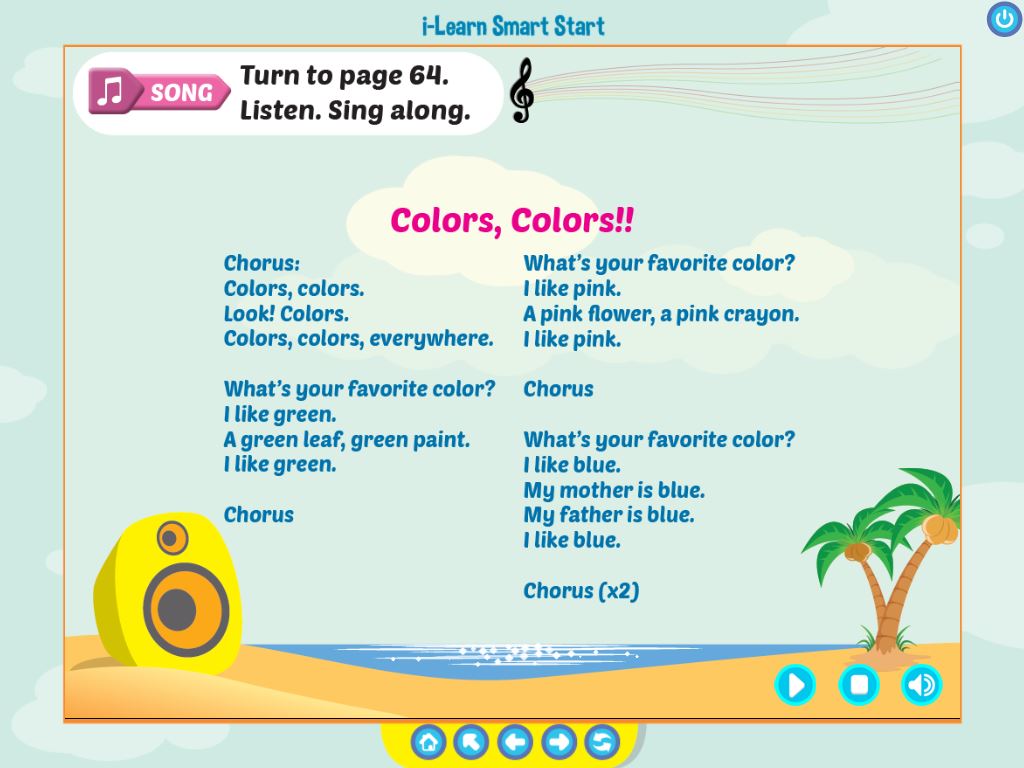 i-Learn Smart Start
SONG
Turn to page 64.
Listen. Sing along.
Colors, Colors!!
Chorus:
Colors, colors.
Look! Colors.
Colors, colors, everywhere.
What's your favorite color?
I like green.
A green leaf, green paint.
I like green.
Chorus
What's your favorite color?
I like pink.
A pink flower, a pink crayon.
I like pink.
Chorus
What's your favorite color?
I like blue.
My mother is blue.
My father is blue.
I like blue.
Chorus (x2)